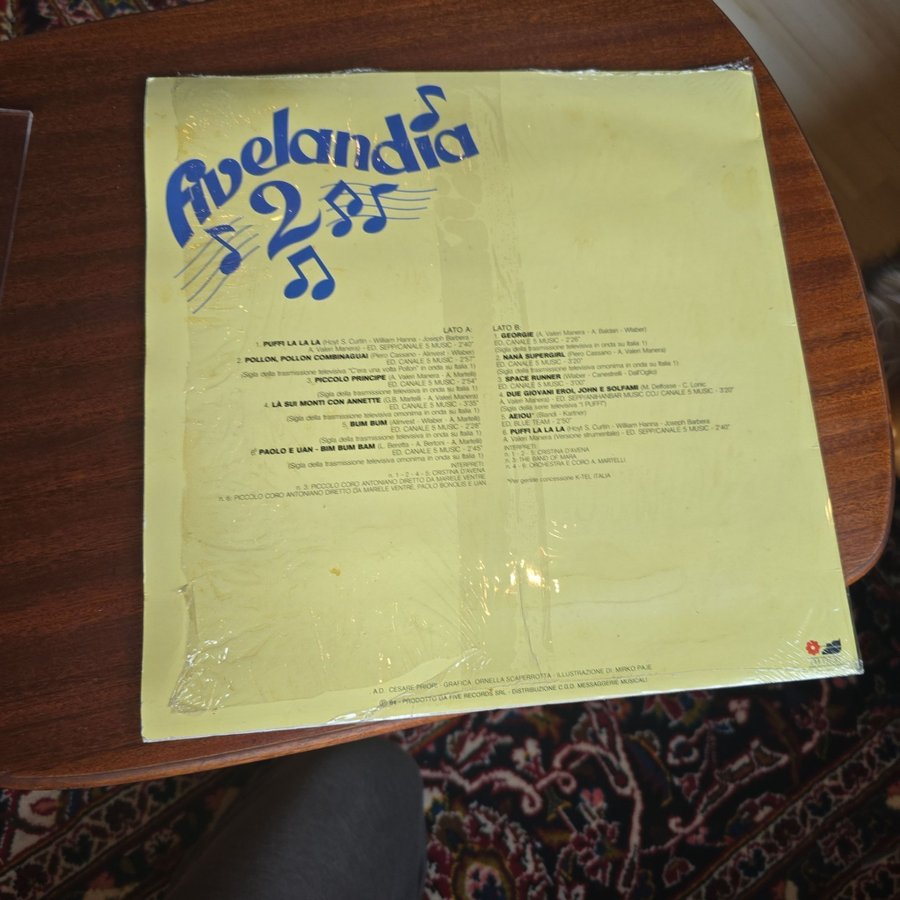 fivelandia
2
LATO A:
1. PUFFI LA LA LA (Hoyt S. Curtin - William Hanna - Joseph Barbera -
A. Valeri Manera) - ED. SEPP/CANALE 5 MUSIC - 2'40"
2. POLLON, POLLON COMBINAGUAI (Piero Cassano - Alinvest - Wlaber)
ED. CANALE 5 MUSIC - 2'57"
(Sigla della trasmissione televisiva "C'era una volta Pollon" in onda su Italia 1)
3. PICCOLO PRINCIPE (A. Valeri Manera - A. Martelli)
ED. CANALE 5 MUSIC - 2'54"
(Sigla della trasmissione televisiva in onda su Italia 1)
4. LÀ SUI MONTI CON ANNETTE (G.B. Martelli - A. Valeri Manera)
ED. CANALE 5 MUSIC - 3'35"
(Sigla della trasmissione televisiva omonima in onda su Italia 1)
5. BUM BUM (Alinvest - Wlaber - A. Martelli)
ED. CANALE 5 MUSIC - 2'28"
(Sigla della trasmissione televisiva in onda su Italia 1)
6. PAOLO E UAN - BIM BUM BAM (L. Beretta - A. Bertoni - A. Martelli)
ED. CANALE 5 MUSIC - 2'45"
(Sigla della trasmissione televisiva omonima in onda su Italia 1)
INTERPRETI:
n. 1 - 2 - 4 - 5: CRISTINA D'AVENA
n. 3: PICCOLO CORO ANTONIANO DIRETTO DA MARIELE VENTRE
n. 6: PICCOLO CORO ANTONIANO DIRETTO DA MARIELE VENTRE, PAOLO BONOLIS E UAN
LATO B:
1. GEORGIE (A. Valeri Manera - A. Baldan - Wlaber)
ED. CANALE 5 MUSIC - 2'26"
(Sigla della trasmissione televisiva in onda su Italia 1)
2. NANÀ SUPERGIRL (Piero Cassano - A. Valeri Manera)
ED. CANALE 5 MUSIC - 3'20"
(Sigla della trasmissione televisiva omonima in onda su Italia 1)
3. SPACE RUNNER (Wlaber - Canestrelli - Dall'Oglio)
ED. CANALE 5 MUSIC - 3'00"
4. DUE GIOVANI EROI, JOHN E SOLFAMÌ (M. Delfosse - C. Lonic
A. Valeri Manera) - ED. SEPP/ANIHANBAR MUSIC CO./ CANALE 5 MUSIC - 3'20"
(Sigla della serie televisiva "I PUFFI")
5. AEIOU* (Blandi - Kartner)
ED. BLUE TEAM - 2'50"
6. PUFFI LA LA LA (Hoyt S. Curtin - William Hanna - Joseph Barbera
A. Valeri Manera (Versione strumentale) - ED. SEPP/CANALE 5 MUSIC - 2'40"
INTERPRETI:
n. 1 - 2 - 5: CRISTINA D'AVENA
n. 3: THE BAND OF MARA
n. 4 - 6: ORCHESTRA E CORO A. MARTELLI
*Per gentile concessione K-TEL ITALIA
A.D. CESARE PRIORI - GRAFICA ORNELLA SCAPERROTTA - ILLUSTRAZIONE DI MIRKO PAJE
Ⓟ 84 - PRODOTTO DA FIVE RECORDS SRL - DISTRIBUZIONE C.G.D. MESSAGGERIE MUSICALI